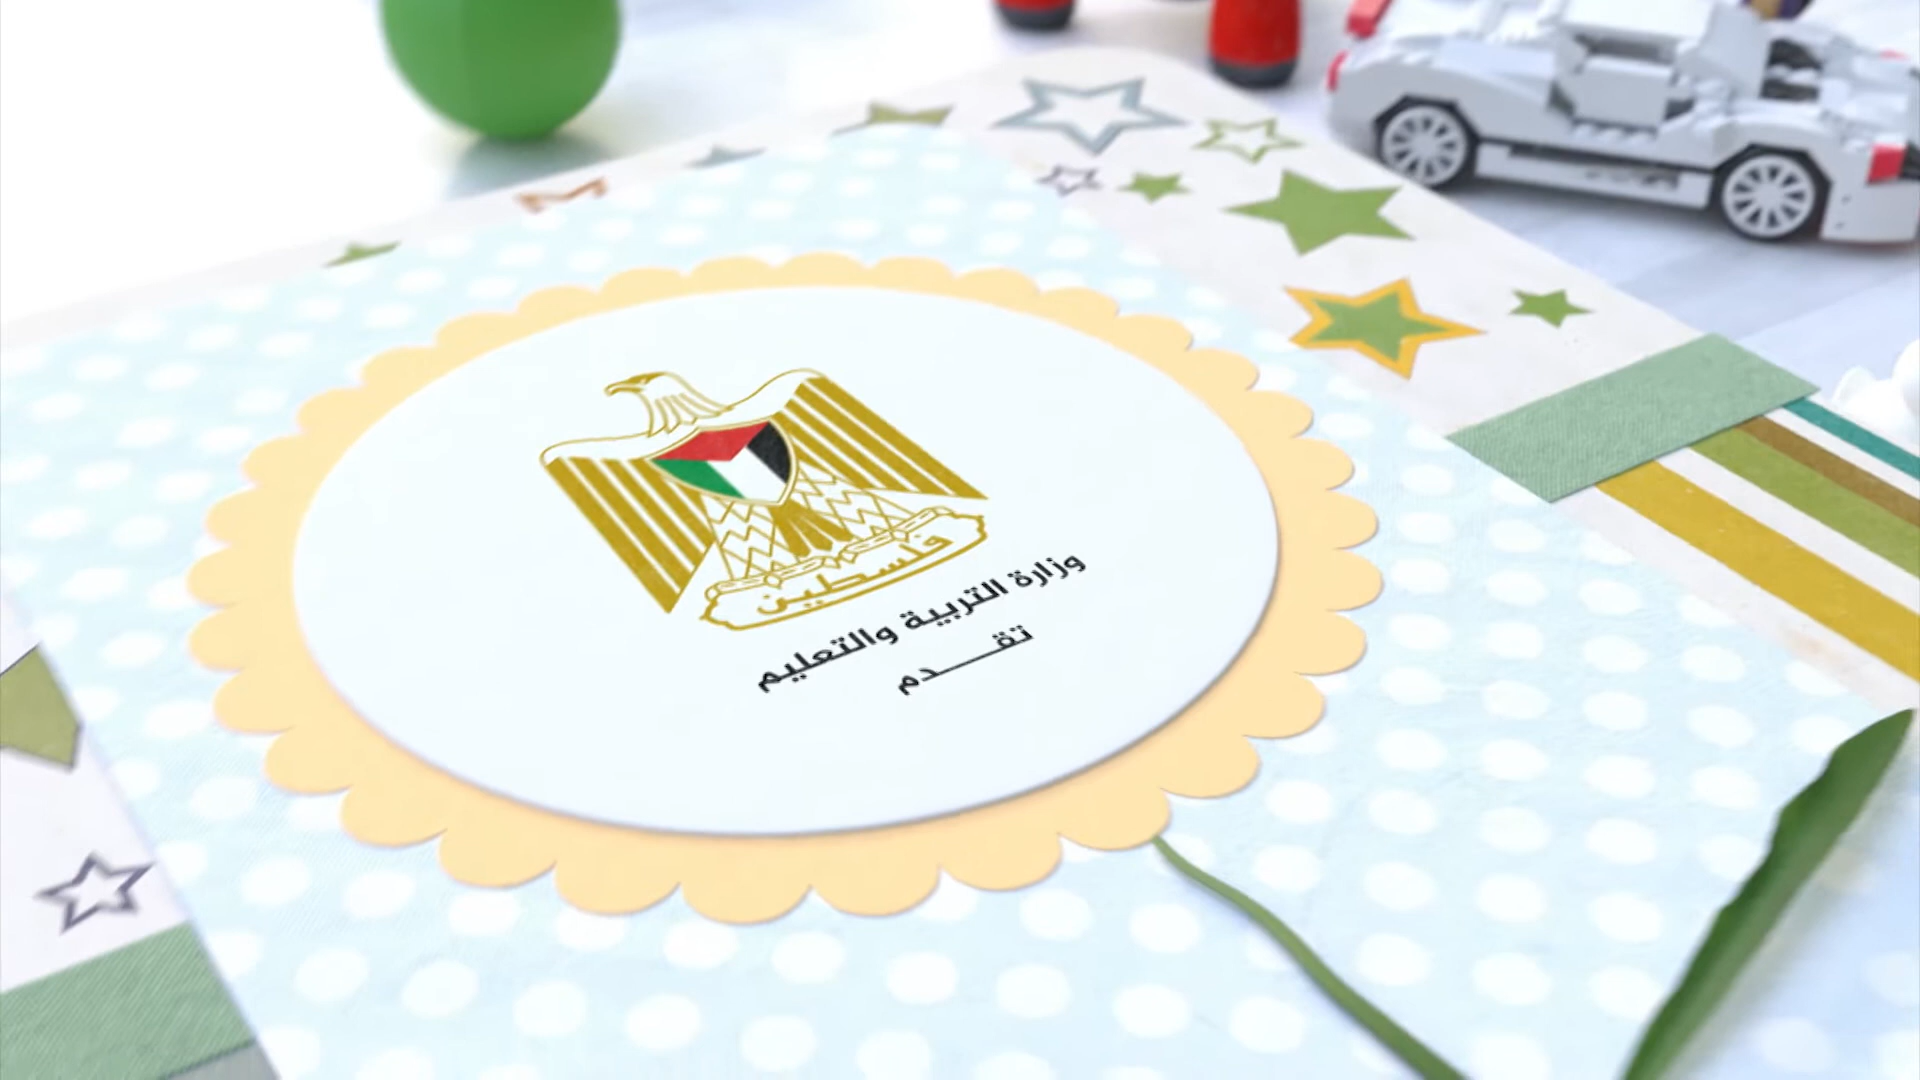 فلسطين
وزارة التربية والتعليم
تقـــدم